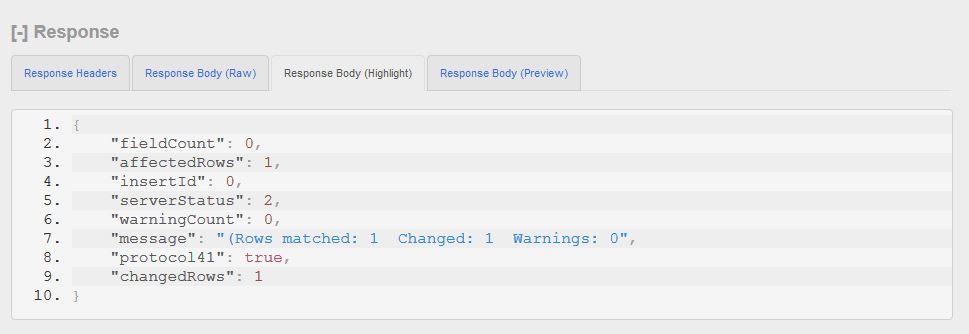 [-] Response
Response Headers Response Body (Raw) Response Body (Highlight) Response Body (Preview)
1. {
2. "fieldCount": 0,
3. "affectedRows": 1,
4. "insertId": 0,
5. "serverStatus": 2,
6. "warningCount": 0,
7. "message": "(Rows matched: 1  Changed: 1  Warnings: 0",
8. "protocol41": true,
9. "changedRows": 1
10. }